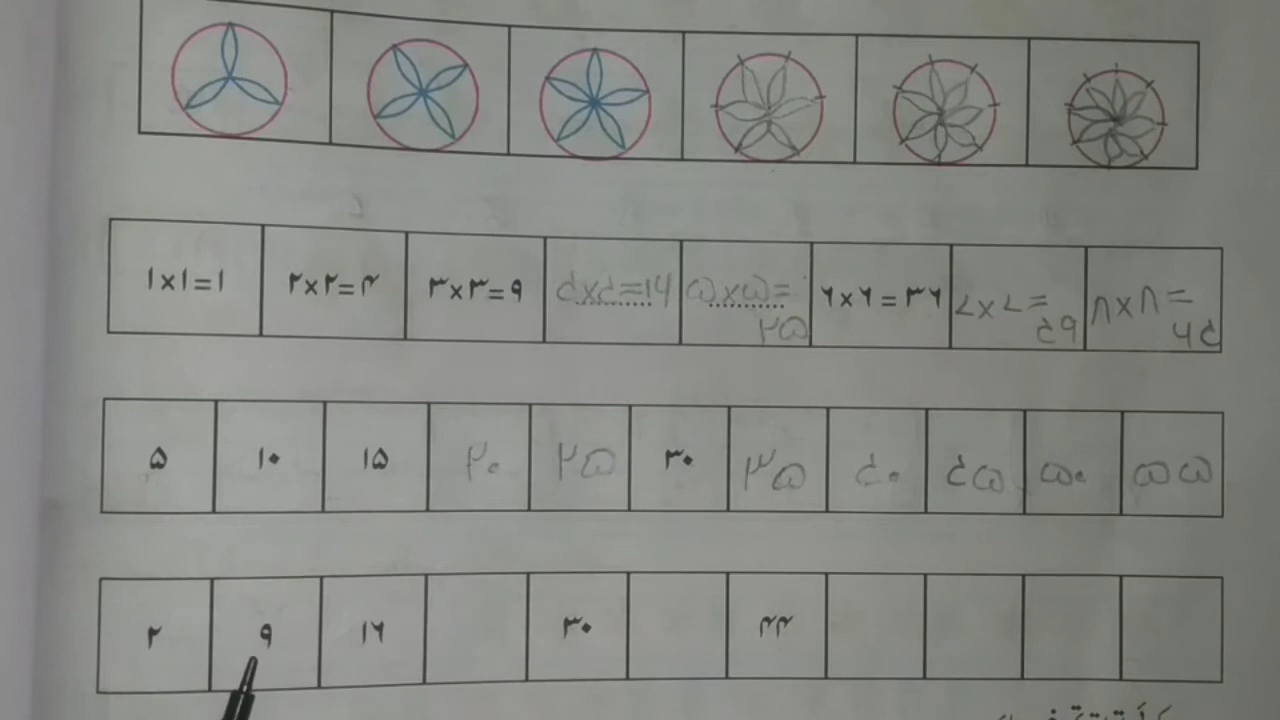 ۱×۱=۱ ۲×۲=۴ ۳×۳=۹ ۴×۴=۱۶ ۵×۵=۲۵ ۶×۶=۳۶ ۷×۷=۴۹ ۸×۸=۶۴
۵ ۱۰ ۱۵ ۲۰ ۲۵ ۳۰ ۳۵ ۴۰ ۴۵ ۵۰ ۵۵
۲ ۹ ۱۶ ۳۰ ۴۴